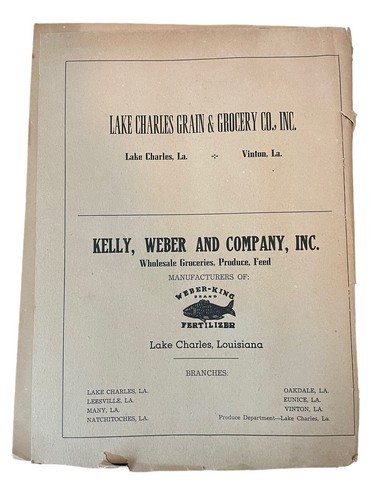 LAKE CHARLES GRAIN & GROCERY CO., INC.
Lake Charles, La. -:- Vinton, La.
KELLY, WEBER AND COMPANY, INC.
Wholesale Groceries, Produce, Feed
MANUFACTURERS OF:
WEBER-KING
BRAND
FERTILIZER
Lake Charles, Louisiana
BRANCHES:
LAKE CHARLES, LA.
LEESVILLE, LA.
MANY, LA.
NATCHITOCHES, LA.
OAKDALE, LA.
EUNICE, LA.
VINTON, LA.
Produce Department—Lake Charles, La.